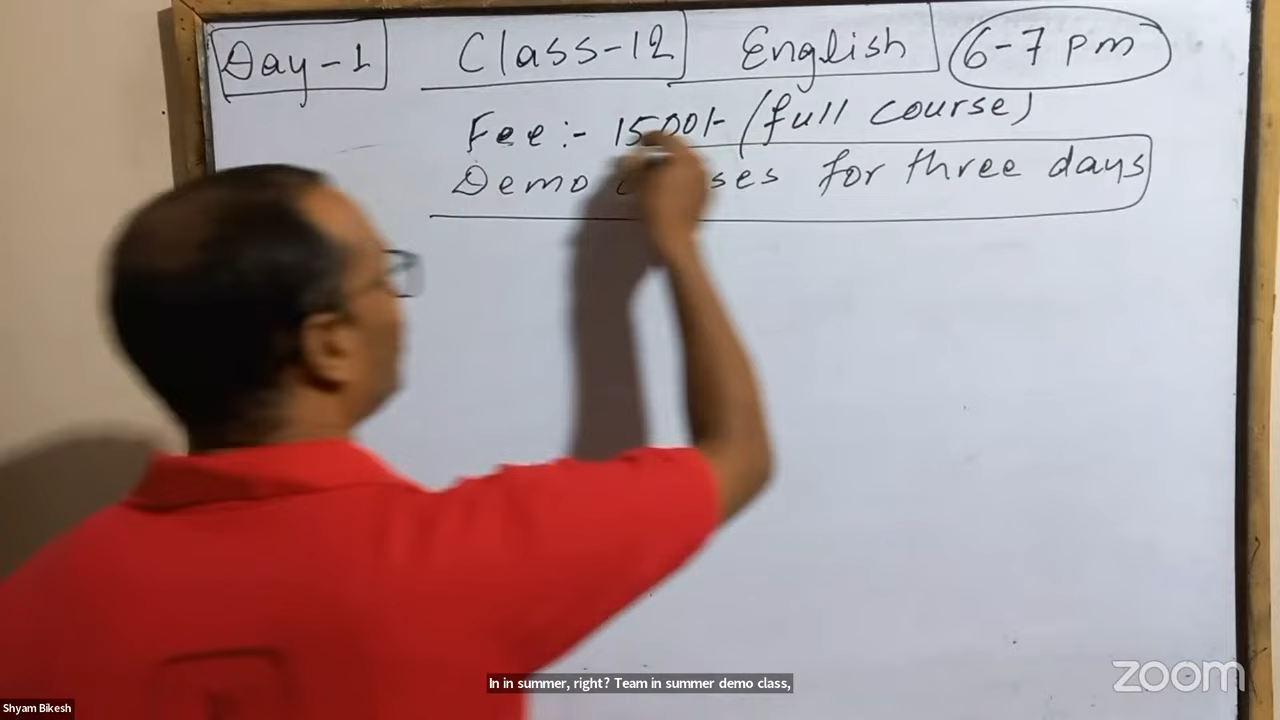 Day-1 Class-12 English 6-7 pm
Fee:- 1500/- (full course)
Demo for three days
In in summer, right? Team in summer demo class,
Shyam Bikesh
zoom